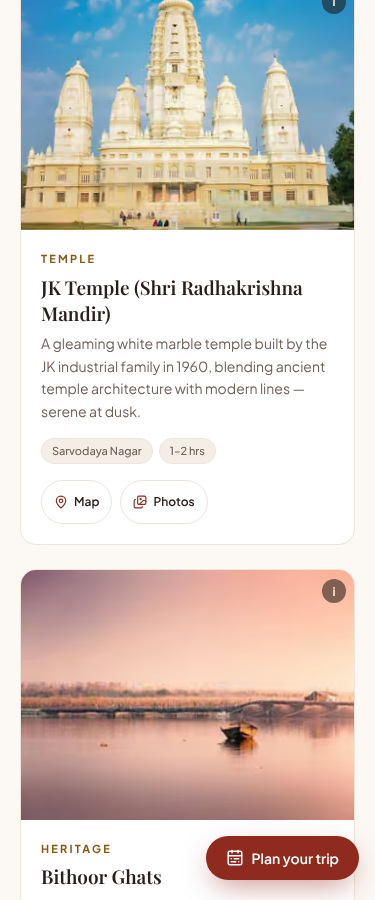 i
TEMPLE
JK Temple (Shri Radhakrishna
Mandir)
A gleaming white marble temple built by the
JK industrial family in 1960, blending ancient
temple architecture with modern lines —
serene at dusk.
Sarvodaya Nagar
1–2 hrs
Map
Photos
i
HERITAGE
Bithoor Ghats
Plan your trip